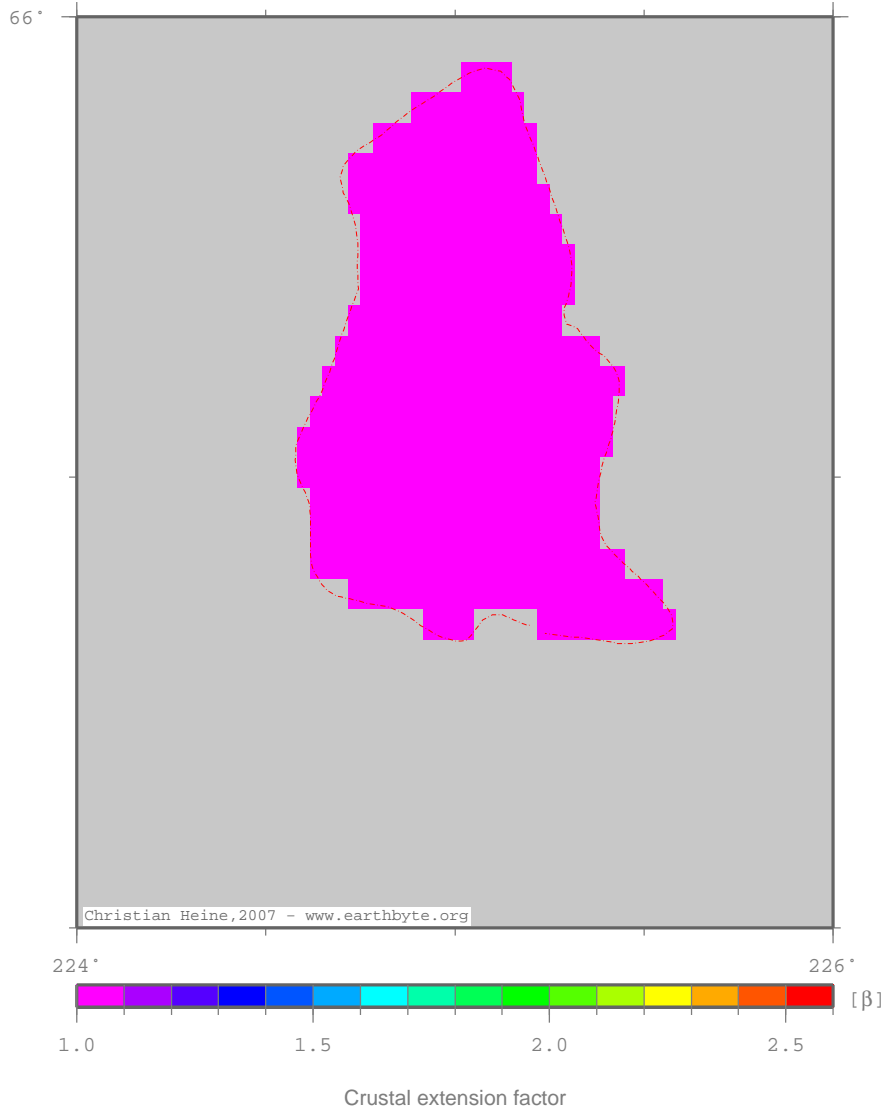 66°
Christian Heine,2007 - www.earthbyte.org
224° 226°
[β]
1.0 1.5 2.0 2.5
Crustal extension factor